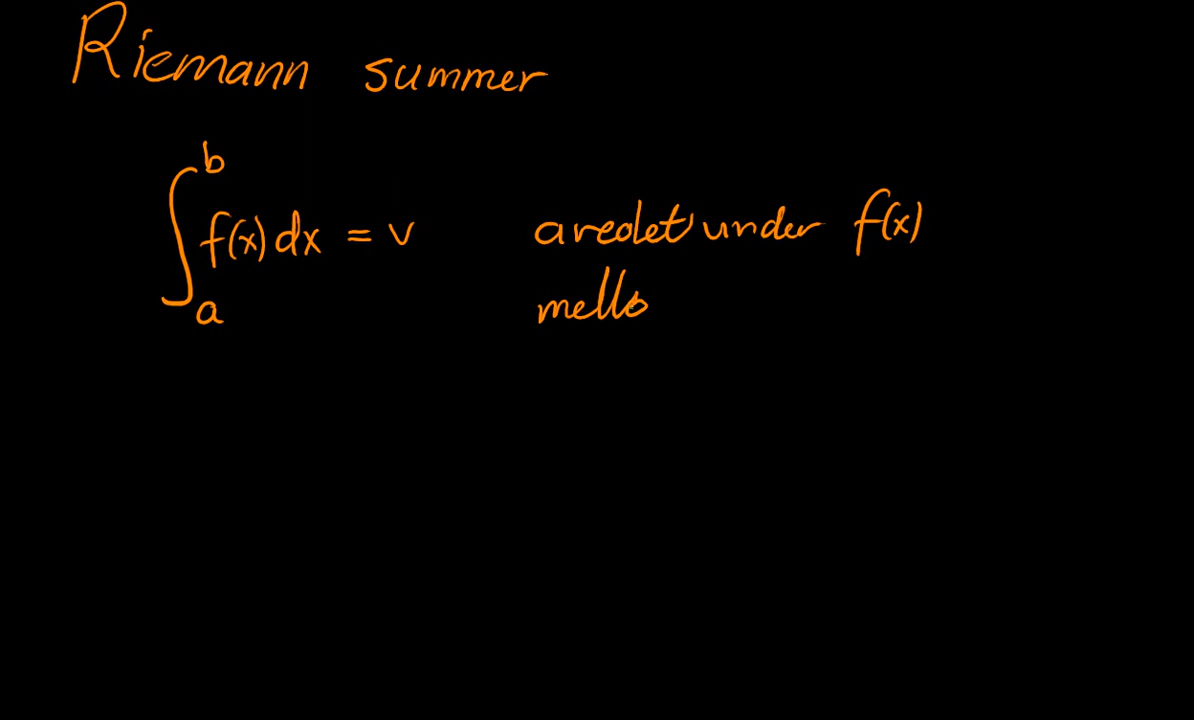 Riemann summer
∫_a^b f(x) dx = v
arealet under f(x)
mello